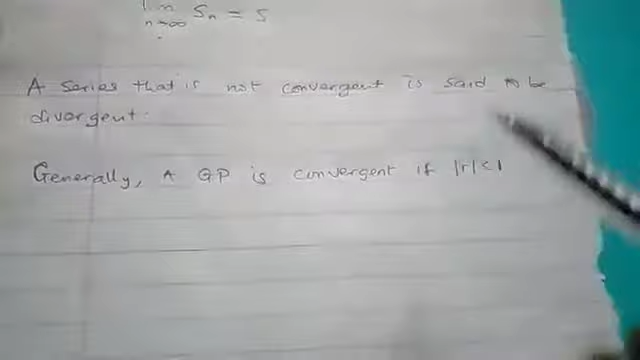 lim Sn = S
n→∞
A series that is not convergent is said to be
divergent.
Generally, A GP is convergent if |r|<1